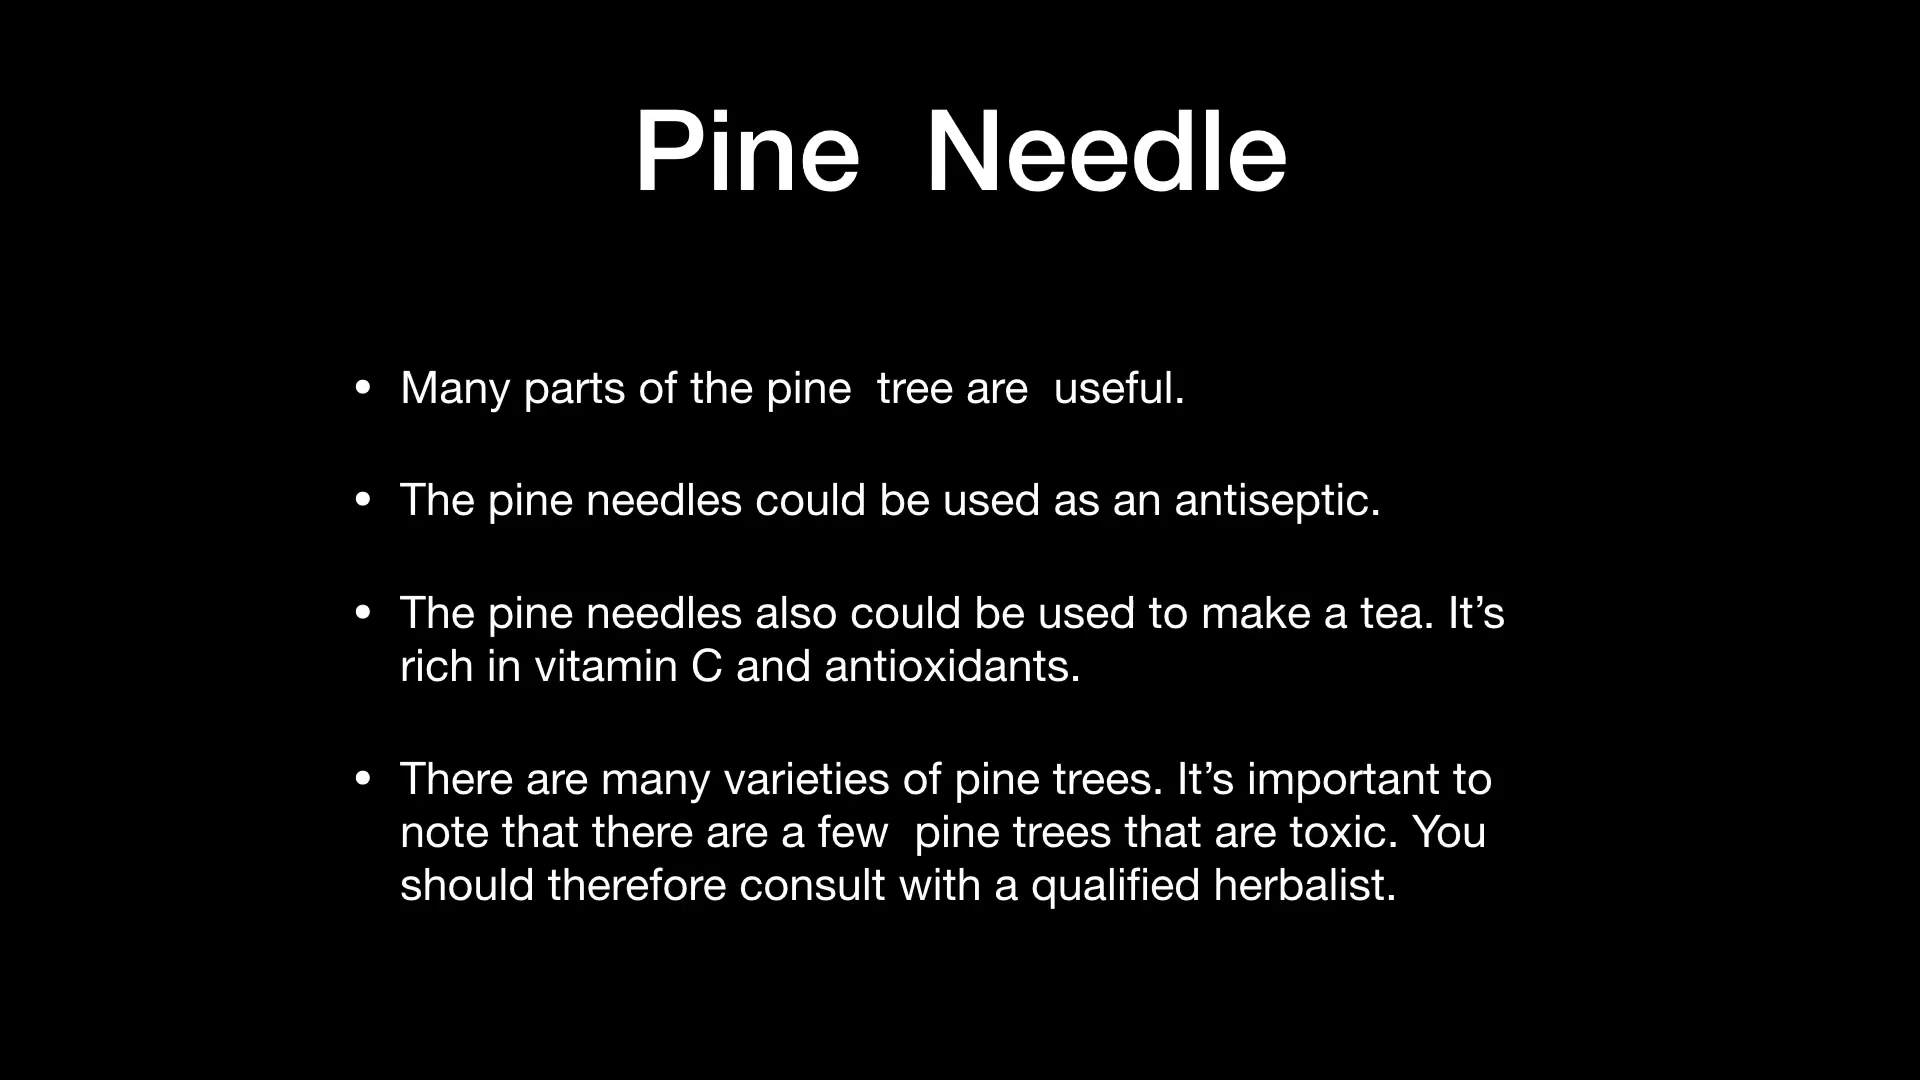 Pine  Needle
• Many parts of the pine  tree are  useful.
• The pine needles could be used as an antiseptic.
• The pine needles also could be used to make a tea. It’s
rich in vitamin C and antioxidants.
• There are many varieties of pine trees. It’s important to
note that there are a few  pine trees that are toxic. You
should therefore consult with a qualified herbalist.